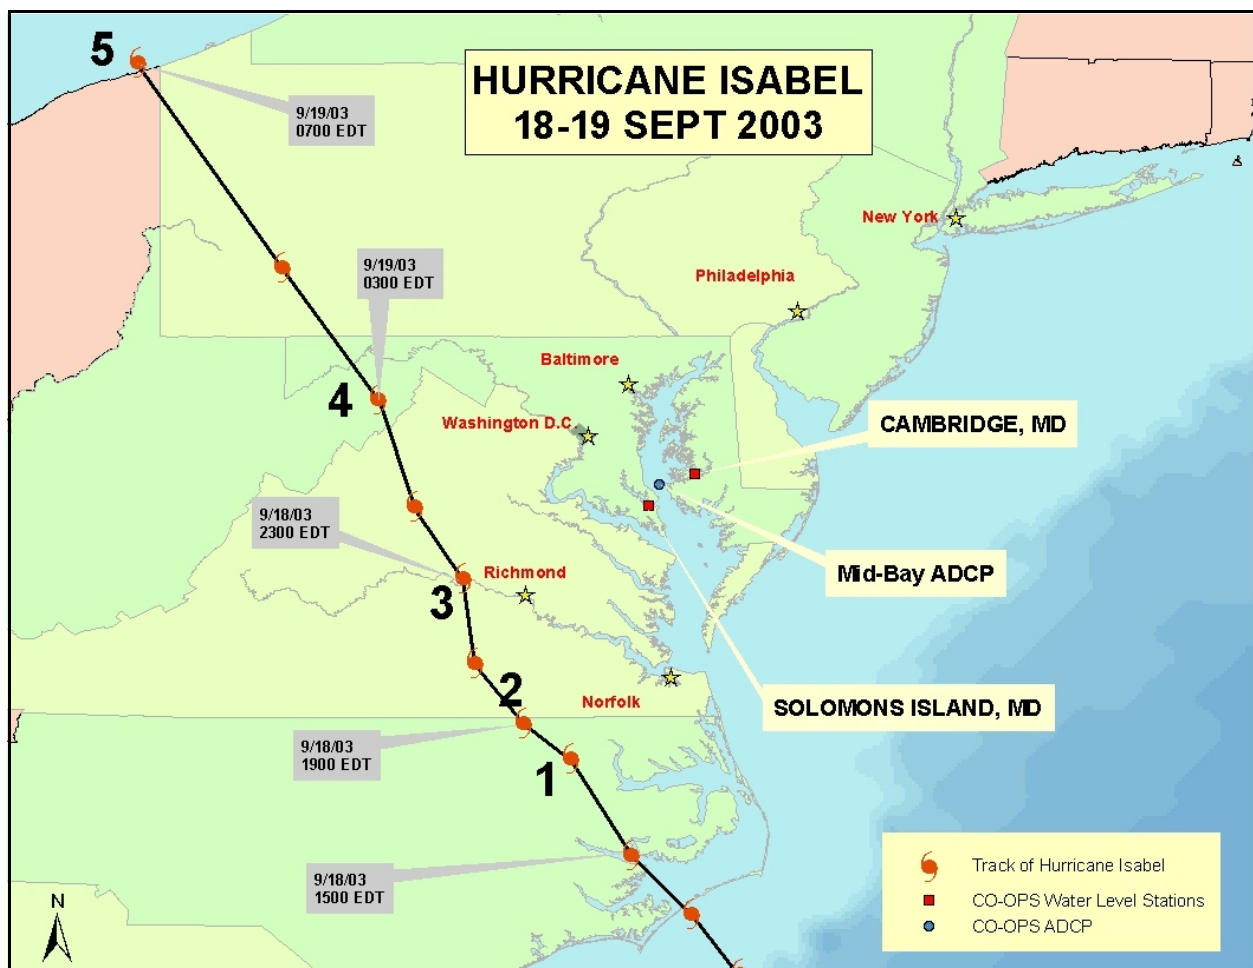 HURRICANE ISABEL
18-19 SEPT 2003
5
9/19/03
0700 EDT
New York
9/19/03
0300 EDT
Philadelphia
Baltimore
4
Washington D.C.
CAMBRIDGE, MD
9/18/03
2300 EDT
Mid-Bay ADCP
Richmond
3
2
Norfolk
SOLOMONS ISLAND, MD
9/18/03
1900 EDT
1
9/18/03
1500 EDT
N
Track of Hurricane Isabel
CO-OPS Water Level Stations
CO-OPS ADCP